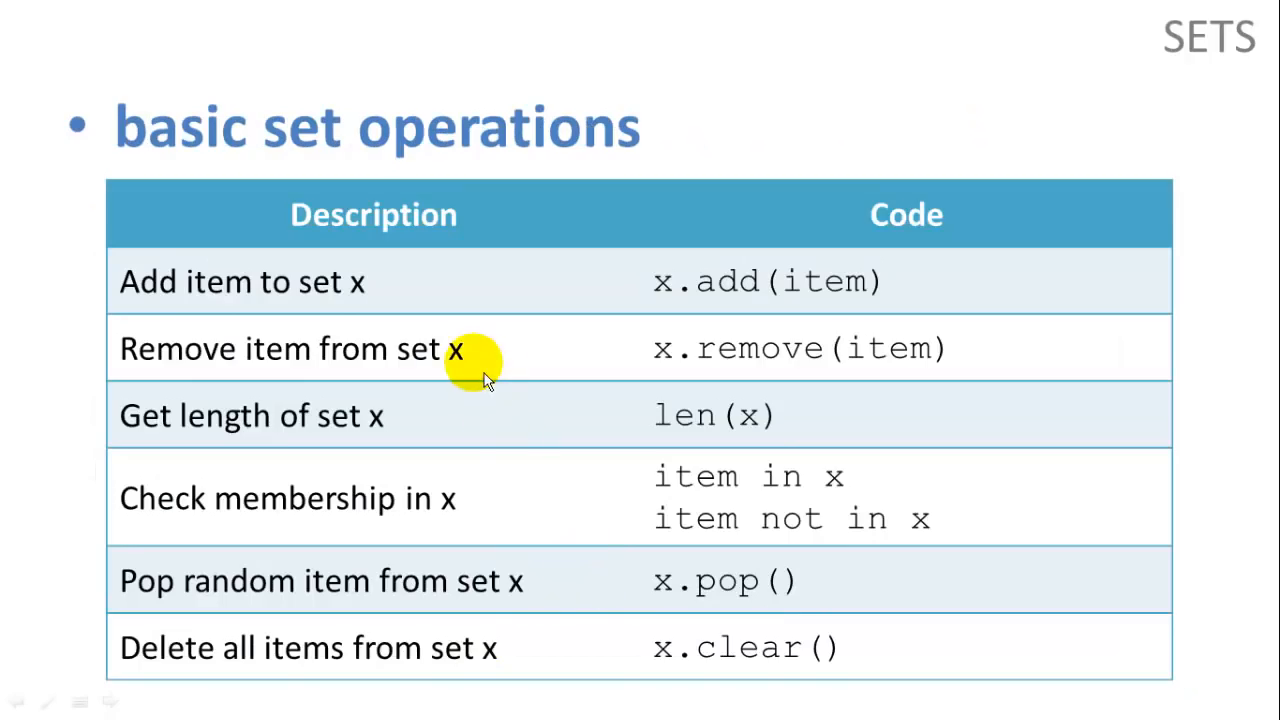 SETS
• basic set operations
Description Code
Add item to set x x.add(item)
Remove item from set x x.remove(item)
Get length of set x len(x)
Check membership in x item in x
item not in x
Pop random item from set x x.pop()
Delete all items from set x x.clear()